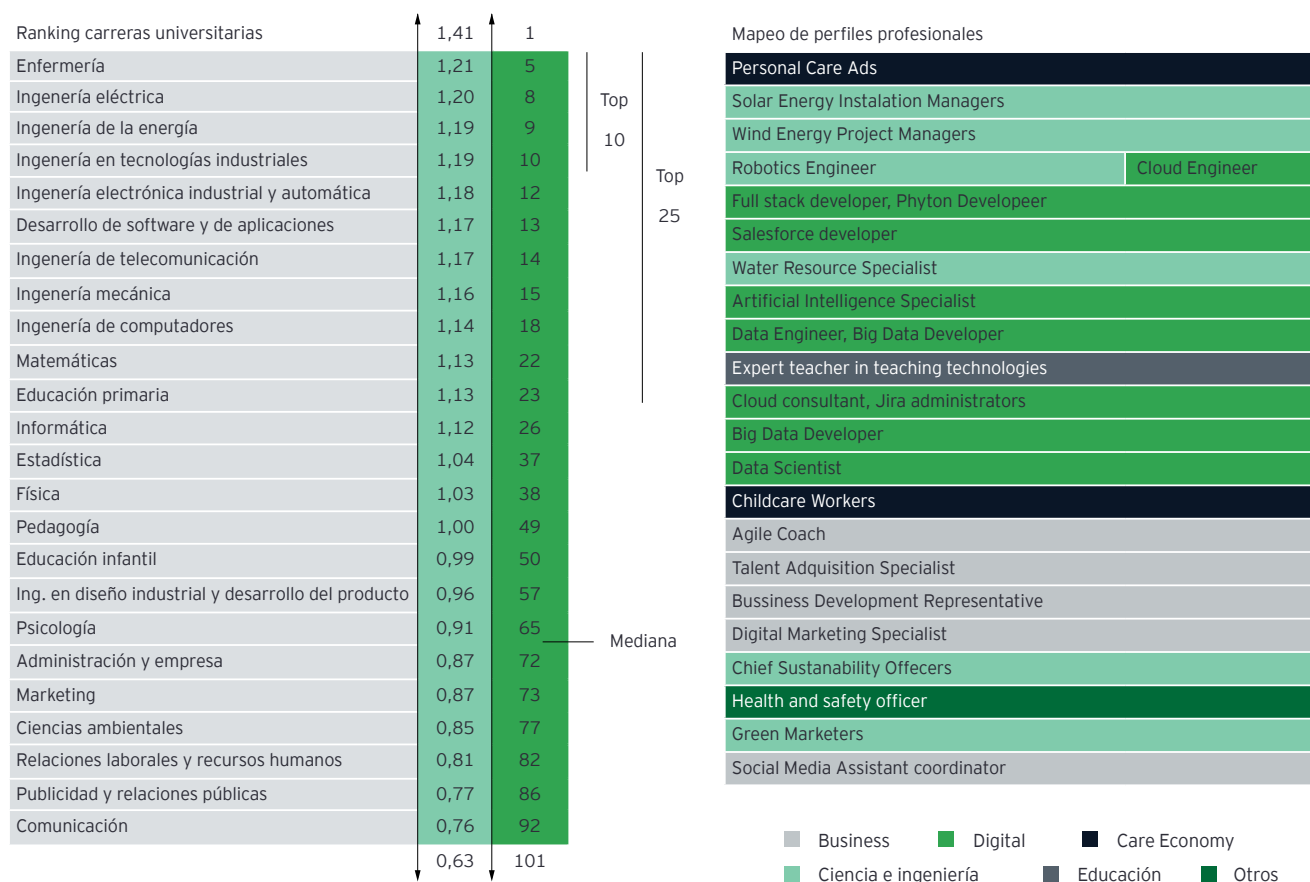 Ranking carreras universitarias 1,41 1
Enfermería 1,21 5
Ingenería eléctrica 1,20 8
Ingenería de la energía 1,19 9
Ingeniería en tecnologías industriales 1,19 10
Ingeniería electrónica industrial y automática 1,18 12
Desarrollo de software y de aplicaciones 1,17 13
Ingeniería de telecomunicación 1,17 14
Ingenería mecánica 1,16 15
Ingeniería de computadores 1,14 18
Matemáticas 1,13 22
Educación primaria 1,13 23
Informática 1,12 26
Estadística 1,04 37
Física 1,03 38
Pedagogía 1,00 49
Educación infantil 0,99 50
Ing. en diseño industrial y desarrollo del producto 0,96 57
Psicología 0,91 65
Administración y empresa 0,87 72
Marketing 0,87 73
Ciencias ambientales 0,85 77
Relaciones laborales y recursos humanos 0,81 82
Publicidad y relaciones públicas 0,77 86
Comunicación 0,76 92
0,63 101
Top
10
Top
25
Mediana
Mapeo de perfiles profesionales
Personal Care Ads
Solar Energy Instalation Managers
Wind Energy Project Managers
Robotics Engineer Cloud Engineer
Full stack developer, Phyton Developeer
Salesforce developer
Water Resource Specialist
Artificial Intelligence Specialist
Data Engineer, Big Data Developer
Expert teacher in teaching technologies
Cloud consultant, Jira administrators
Big Data Developer
Data Scientist
Childcare Workers
Agile Coach
Talent Adquisition Specialist
Bussiness Development Representative
Digital Marketing Specialist
Chief Sustanability Offecers
Health and safety officer
Green Marketers
Social Media Assistant coordinator
Business Digital Care Economy
Ciencia e ingeniería Educación Otros